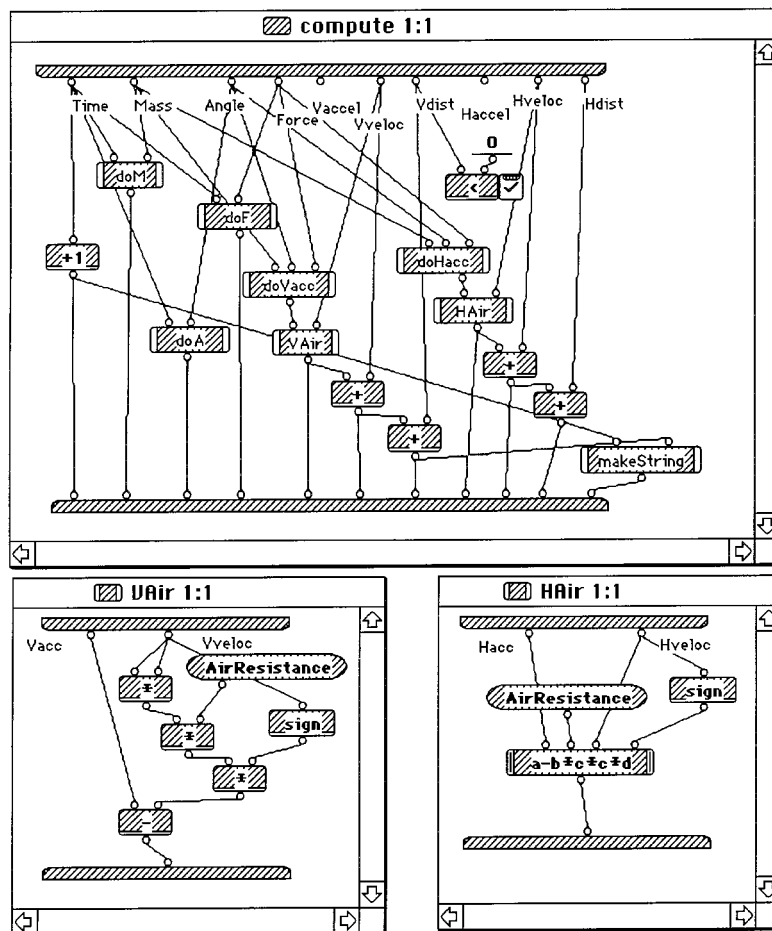 compute 1:1
Time Mass Angle Force Vaccel Vveloc Vdist Haccel Hveloc Hdist
0
doM
<
doF
+1
doHacc
doVacc
HAir
doA
VAir
+
+
+
+
makeString
VAir 1:1
Vacc
Vveloc
AirResistance
*
sign
*
*
-
HAir 1:1
Hacc
Hveloc
AirResistance
sign
a-b*c*c*d